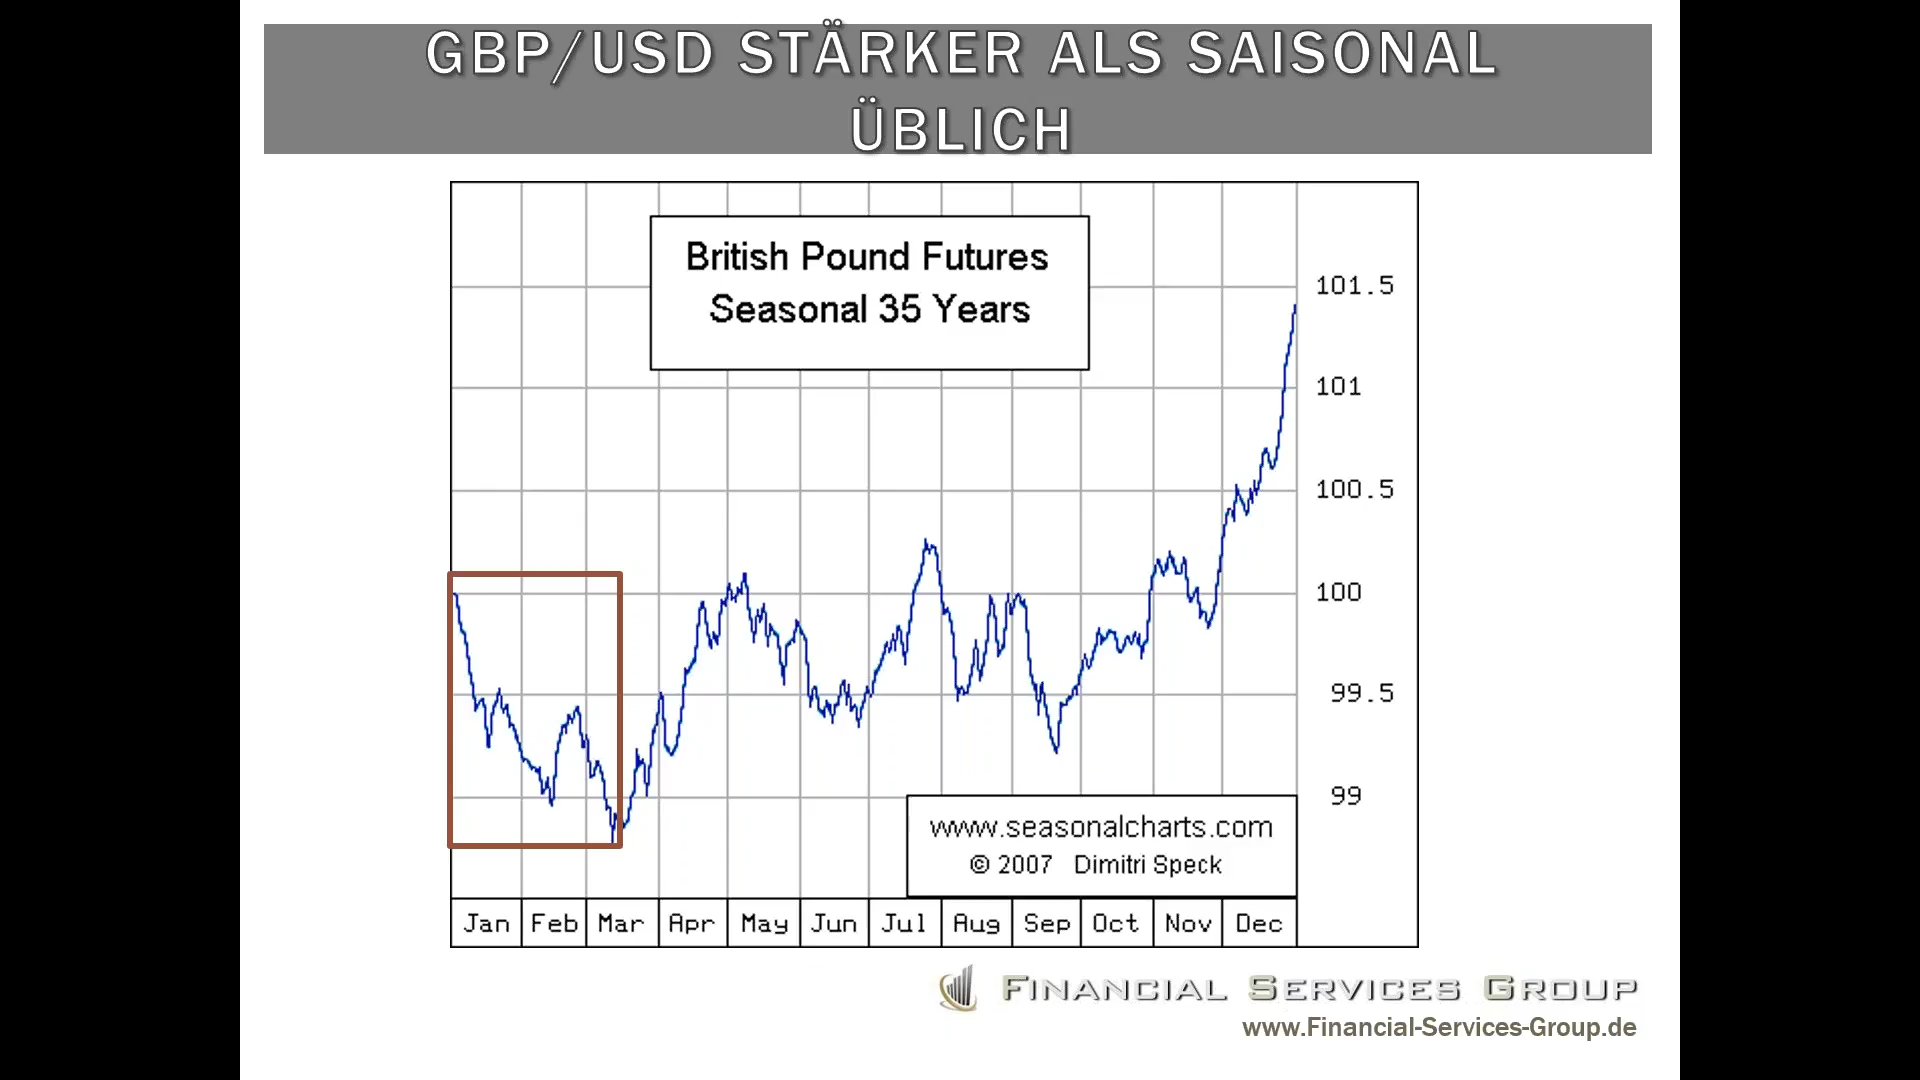 GBP/USD STÄRKER ALS SAISONAL
ÜBLICH
British Pound Futures
Seasonal 35 Years
101.5
101
100.5
100
99.5
99
www.seasonalcharts.com
© 2007 Dimitri Speck
Jan Feb Mar Apr May Jun Jul Aug Sep Oct Nov Dec
FINANCIAL SERVICES GROUP
www.Financial-Services-Group.de